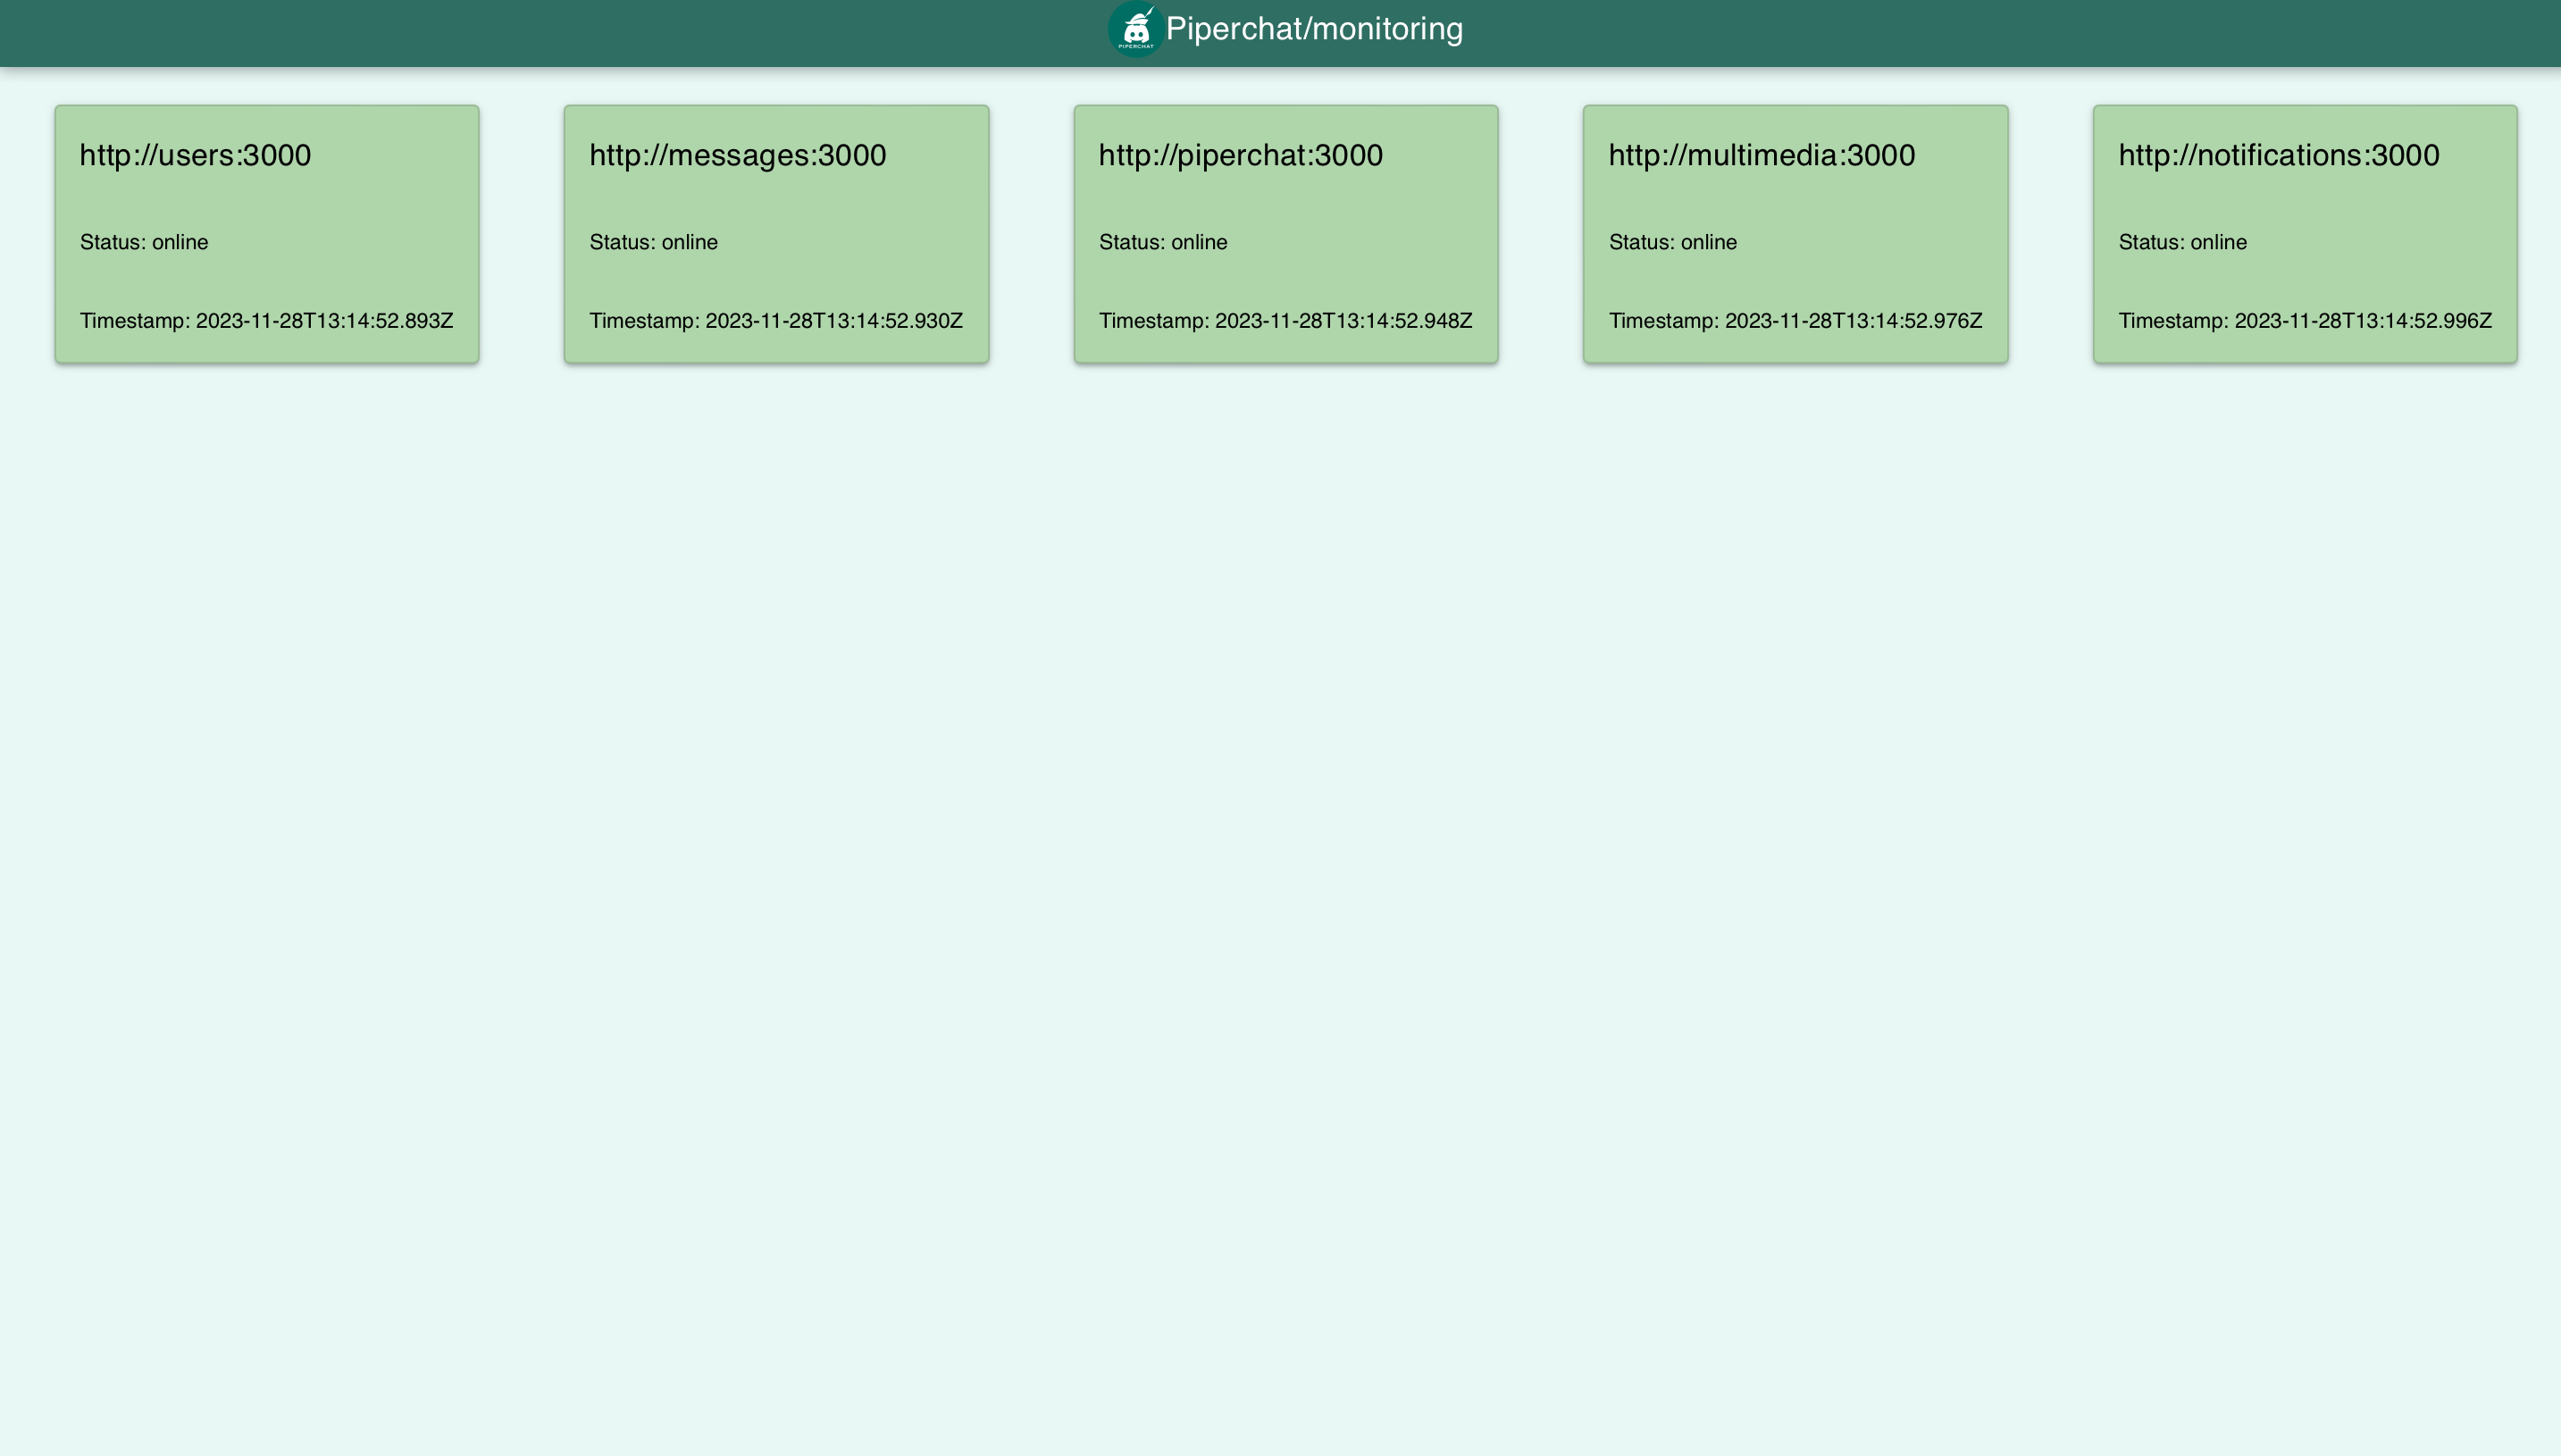 PIPERCHAT
Piperchat/monitoring
http://users:3000
Status: online
Timestamp: 2023-11-28T13:14:52.893Z
http://messages:3000
Status: online
Timestamp: 2023-11-28T13:14:52.930Z
http://piperchat:3000
Status: online
Timestamp: 2023-11-28T13:14:52.948Z
http://multimedia:3000
Status: online
Timestamp: 2023-11-28T13:14:52.976Z
http://notifications:3000
Status: online
Timestamp: 2023-11-28T13:14:52.996Z